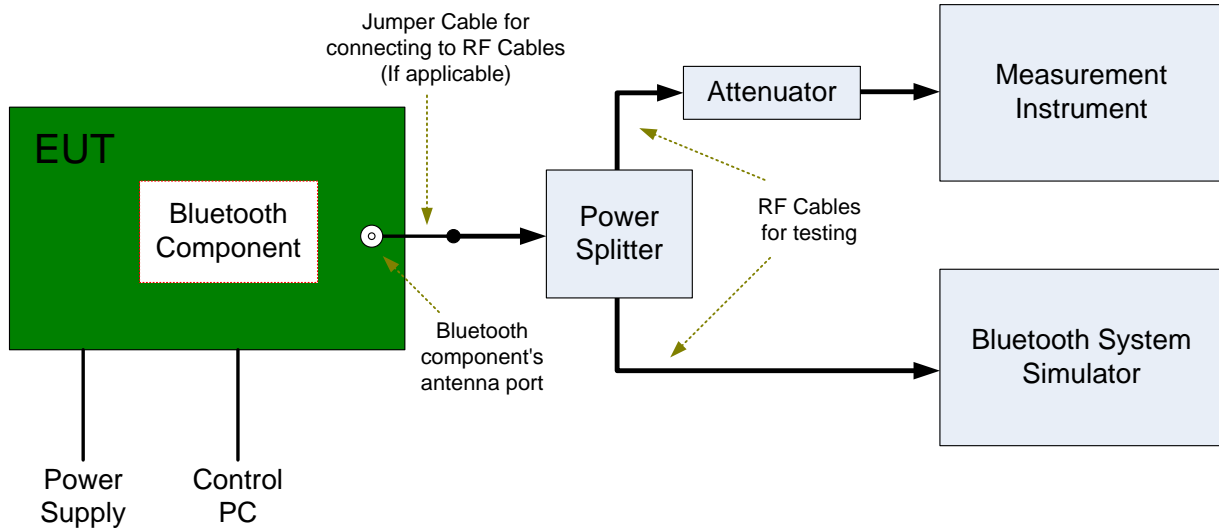 Jumper Cable for
connecting to RF Cables
(If applicable)
EUT
Bluetooth
Component
Bluetooth
component's
antenna port
Power
Supply
Control
PC
Power
Splitter
Attenuator
RF Cables
for testing
Measurement
Instrument
Bluetooth System
Simulator